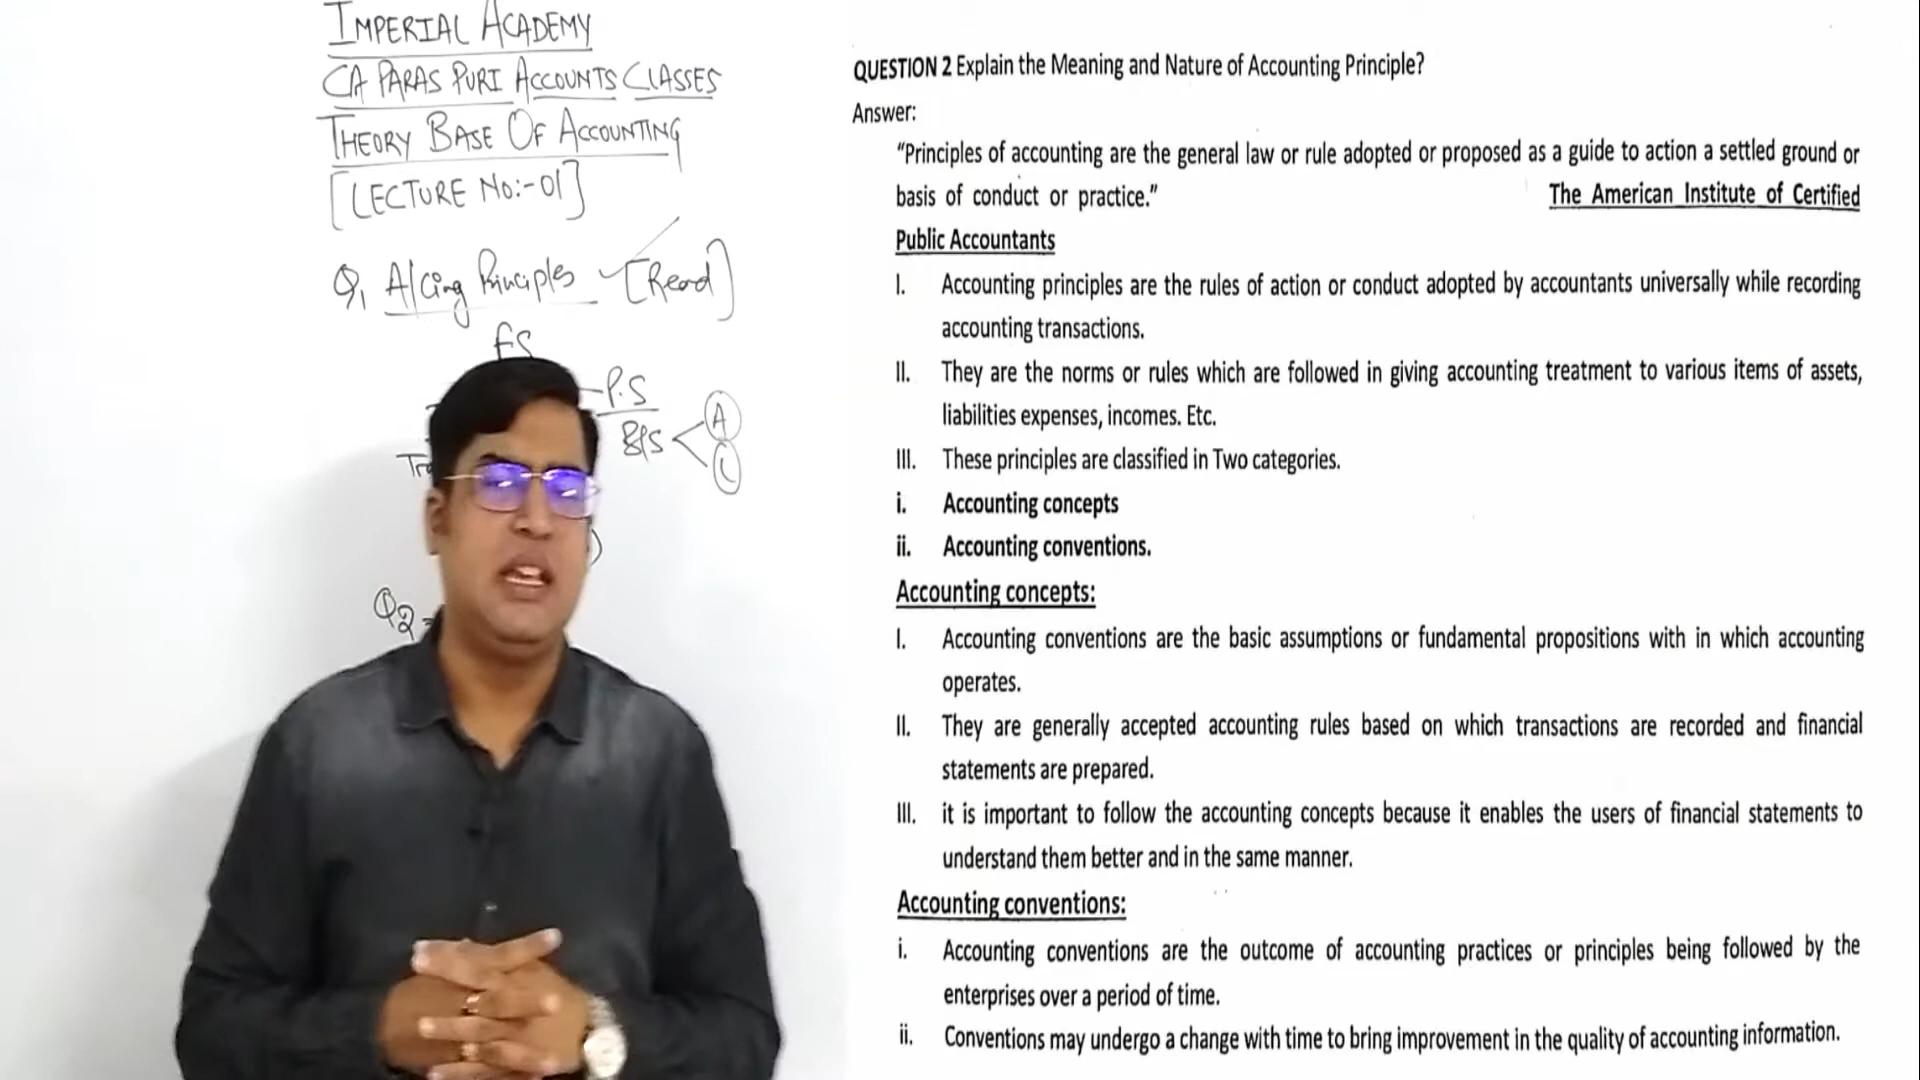 IMPERIAL ACADEMY
CA PARAS PURI ACCOUNTS CLASSES
THEORY BASE OF ACCOUNTING
[LECTURE No:-01]
Q1 A/cing Principles [Read]
FS
P.S
B/S
A
L
Q2
QUESTION 2 Explain the Meaning and Nature of Accounting Principle?
Answer:
“Principles of accounting are the general law or rule adopted or proposed as a guide to action a settled ground or
basis of conduct or practice.” The American Institute of Certified
Public Accountants
I. Accounting principles are the rules of action or conduct adopted by accountants universally while recording
accounting transactions.
II. They are the norms or rules which are followed in giving accounting treatment to various items of assets,
liabilities expenses, incomes. Etc.
III. These principles are classified in Two categories.
i. Accounting concepts
ii. Accounting conventions.
Accounting concepts:
I. Accounting conventions are the basic assumptions or fundamental propositions with in which accounting
operates.
II. They are generally accepted accounting rules based on which transactions are recorded and financial
statements are prepared.
III. it is important to follow the accounting concepts because it enables the users of financial statements to
understand them better and in the same manner.
Accounting conventions:
i. Accounting conventions are the outcome of accounting practices or principles being followed by the
enterprises over a period of time.
ii. Conventions may undergo a change with time to bring improvement in the quality of accounting information.